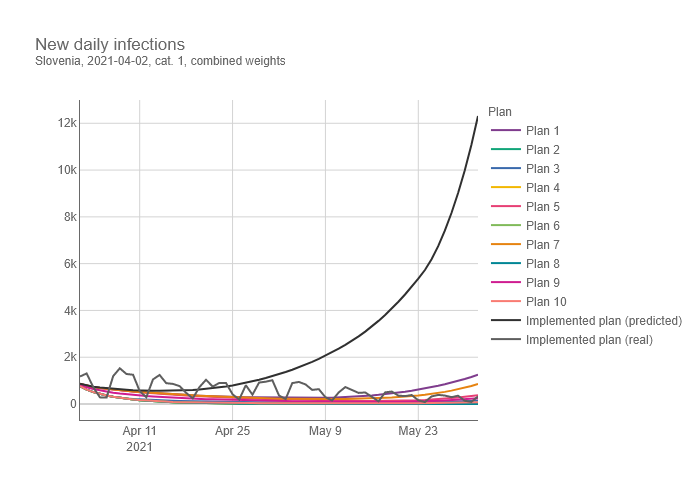 New daily infections
Slovenia, 2021-04-02, cat. 1, combined weights
Plan
Plan 1
Plan 2
Plan 3
Plan 4
Plan 5
Plan 6
Plan 7
Plan 8
Plan 9
Plan 10
Implemented plan (predicted)
Implemented plan (real)
12k
10k
8k
6k
4k
2k
0
Apr 11
2021
Apr 25
May 9
May 23